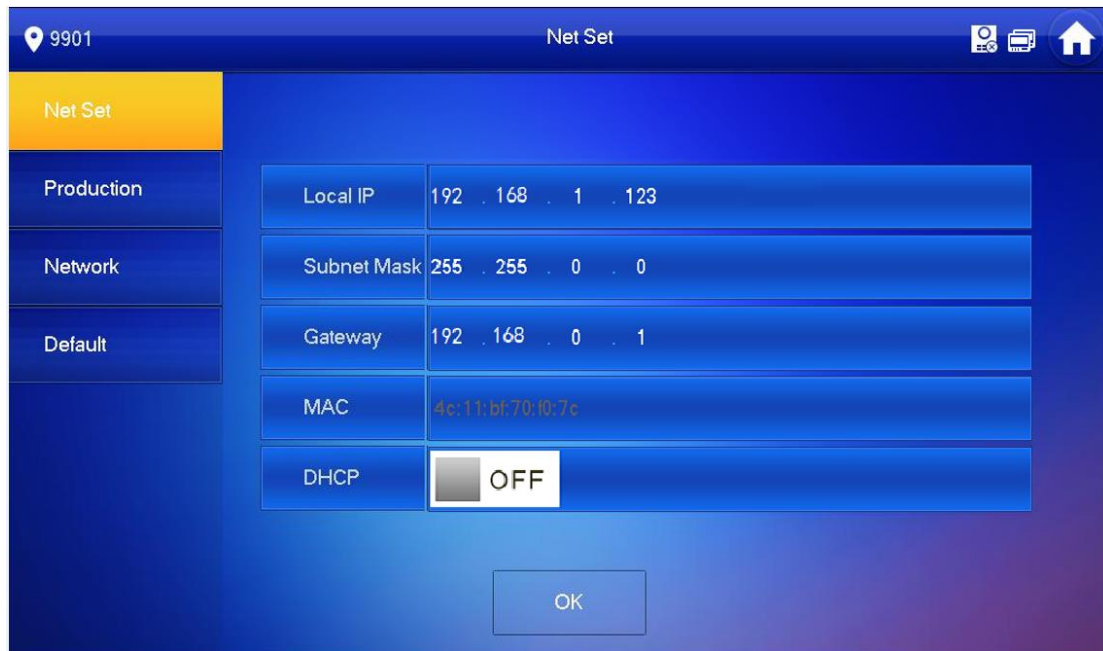 9901
Net Set
Net Set
Production
Network
Default
Local IP 192 . 168 . 1 . 123
Subnet Mask 255 . 255 . 0 . 0
Gateway 192 . 168 . 0 . 1
MAC 4c:11:bf:70:f0:7c
DHCP OFF
OK